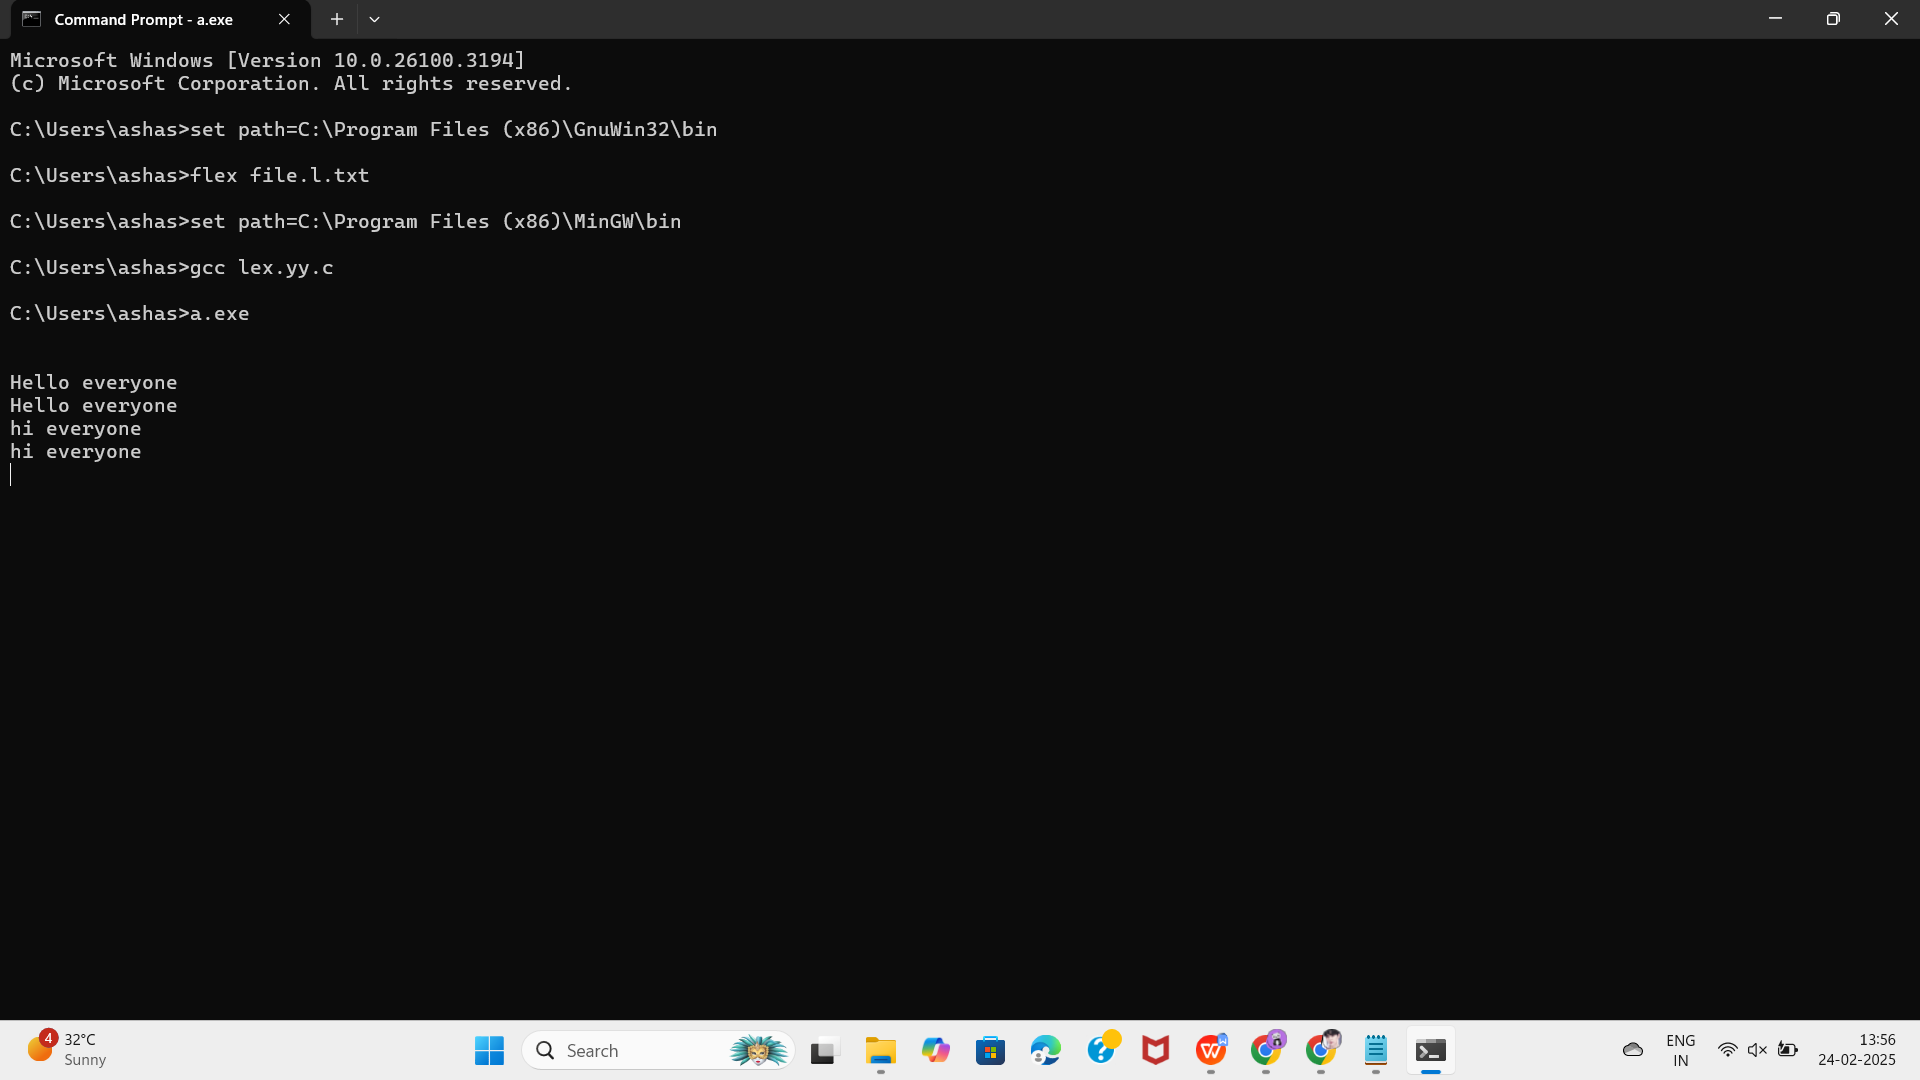 Command Prompt - a.exe
Microsoft Windows [Version 10.0.26100.3194]
(c) Microsoft Corporation. All rights reserved.
C:\Users\ashas>set path=C:\Program Files (x86)\GnuWin32\bin
C:\Users\ashas>flex file.l.txt
C:\Users\ashas>set path=C:\Program Files (x86)\MinGW\bin
C:\Users\ashas>gcc lex.yy.c
C:\Users\ashas>a.exe
Hello everyone
Hello everyone
hi everyone
hi everyone
4
32°C
Sunny
Search
W
W
ENG
IN
13:56
24-02-2025